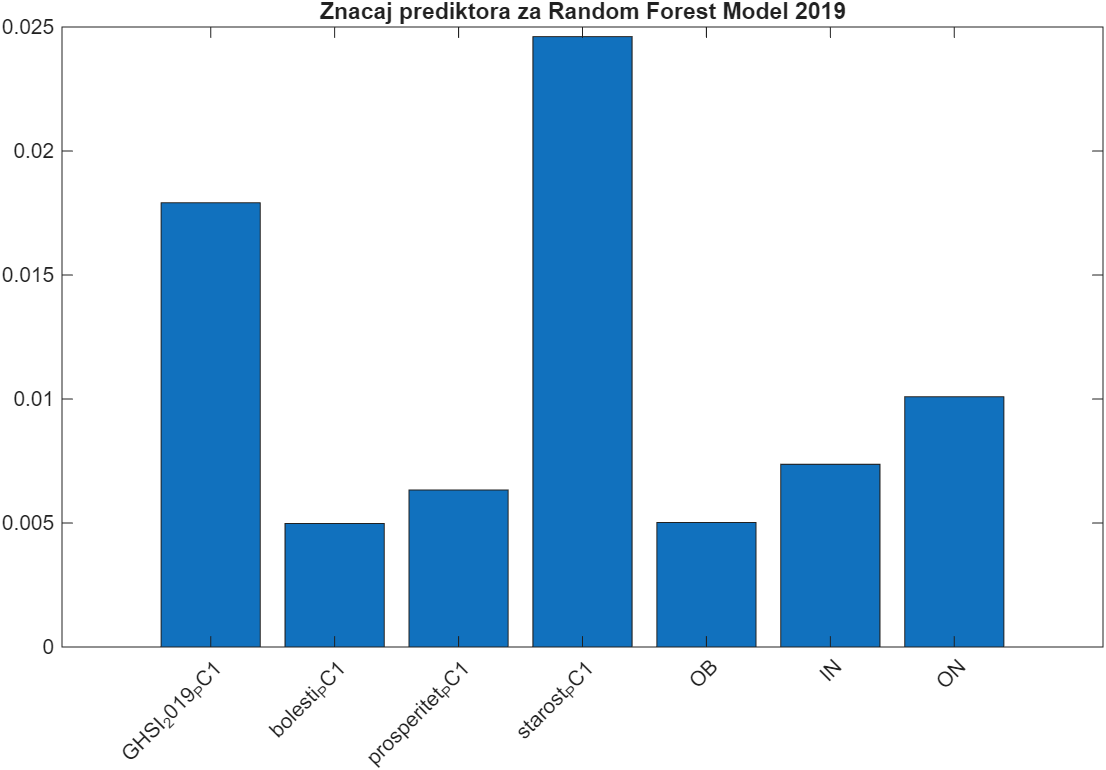 Znacaj prediktora za Random Forest Model 2019
0.025
0.02
0.015
0.01
0.005
0
GHSI₂019ₚC1
bolestiₚC1
prosperitetₚC1
starostₚC1
OB
IN
ON